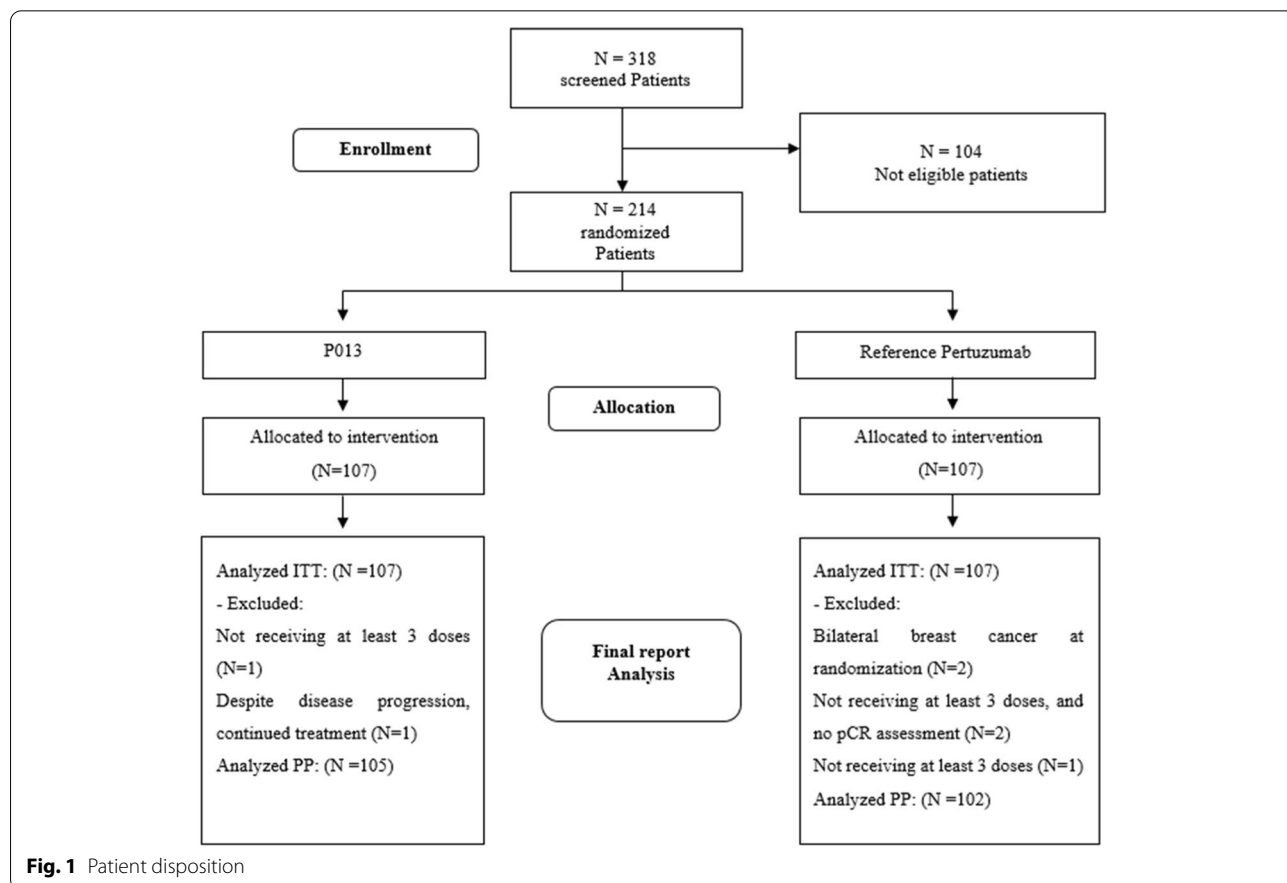 N = 318
screened Patients
Enrollment
N = 104
Not eligible patients
N = 214
randomized
Patients
P013
Reference Pertuzumab
Allocation
Allocated to intervention
(N=107)
Allocated to intervention
(N=107)
Analyzed ITT: (N =107)
- Excluded:
Not receiving at least 3 doses
(N=1)
Despite disease progression,
continued treatment (N=1)
Analyzed PP: (N =105)
Final report
Analysis
Analyzed ITT: (N =107)
- Excluded:
Bilateral breast cancer at
randomization (N=2)
Not receiving at least 3 doses, and
no pCR assessment (N=2)
Not receiving at least 3 doses (N=1)
Analyzed PP: (N =102)
Fig. 1 Patient disposition